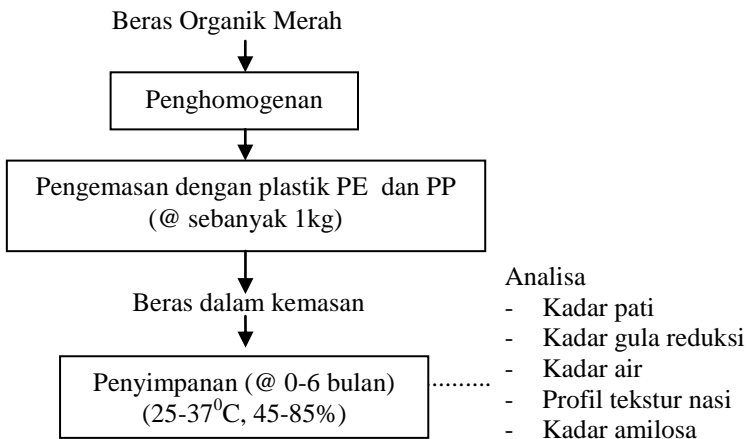 Beras Organik Merah
Penghomogenan
Pengemasan dengan plastik PE dan PP
(@ sebanyak 1kg)
Beras dalam kemasan
Penyimpanan (@ 0-6 bulan)
(25-37⁰C, 45-85%)
Analisa
- Kadar pati
- Kadar gula reduksi
- Kadar air
- Profil tekstur nasi
- Kadar amilosa